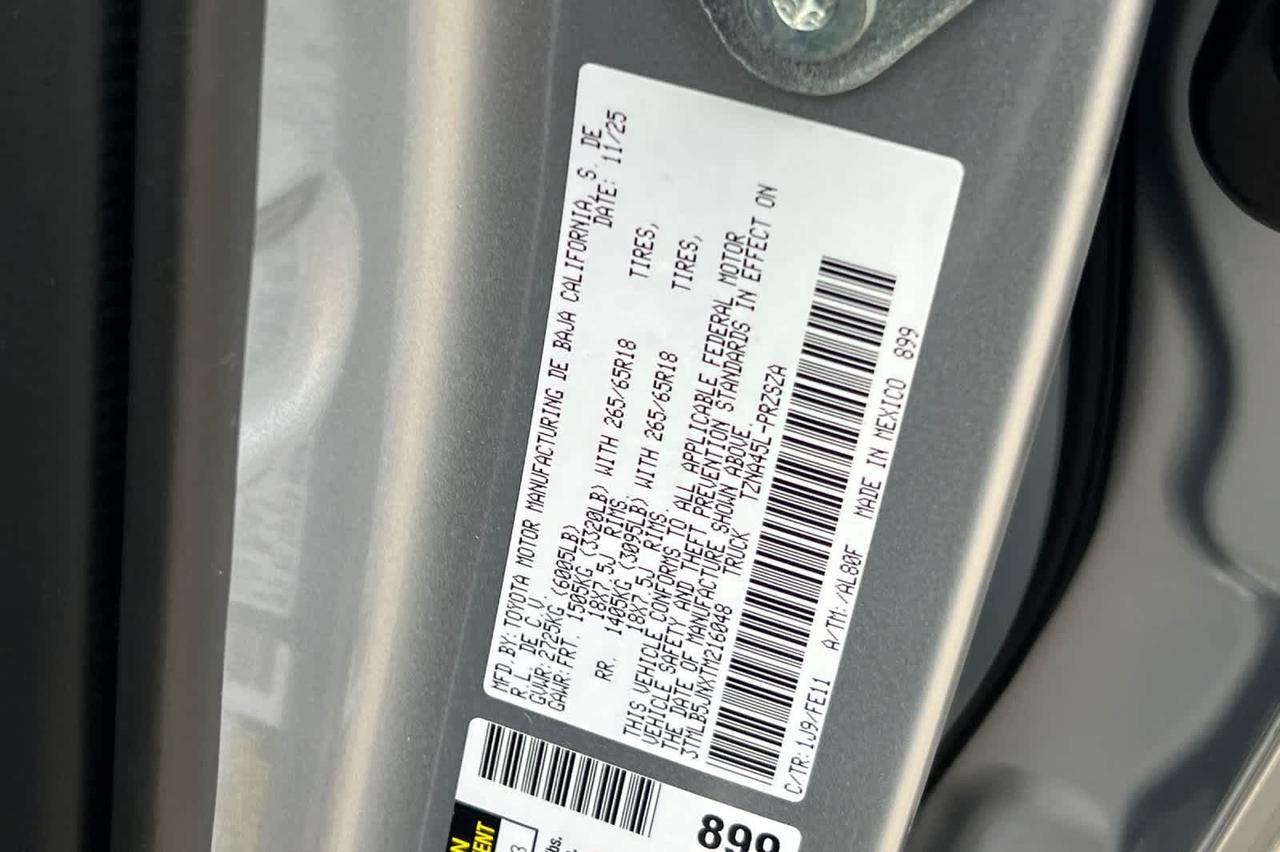 MFD.BY:TOYOTA MOTOR MANUFACTURING DE BAJA CALIFORNIA, S. DE
R.L. DE C.V. DATE: 11/25
GVWR:2725KG (6005LB)
GAWR:FRT. 1505KG (3320LB) WITH 265/65R18 TIRES,
18X7.5J RIMS.
RR. 1405KG (3095LB) WITH 265/65R18 TIRES,
18X7.5J RIMS.
THIS VEHICLE CONFORMS TO ALL APPLICABLE FEDERAL MOTOR
VEHICLE SAFETY AND THEFT PREVENTION STANDARDS IN EFFECT ON
THE DATE OF MANUFACTURE SHOWN ABOVE.
3TMLB5JNXTM216048 TRUCK TZNA45L-PRZSZA
C/TR:1J9/FE11 A/TM:/AL80F MADE IN MEXICO 899
899